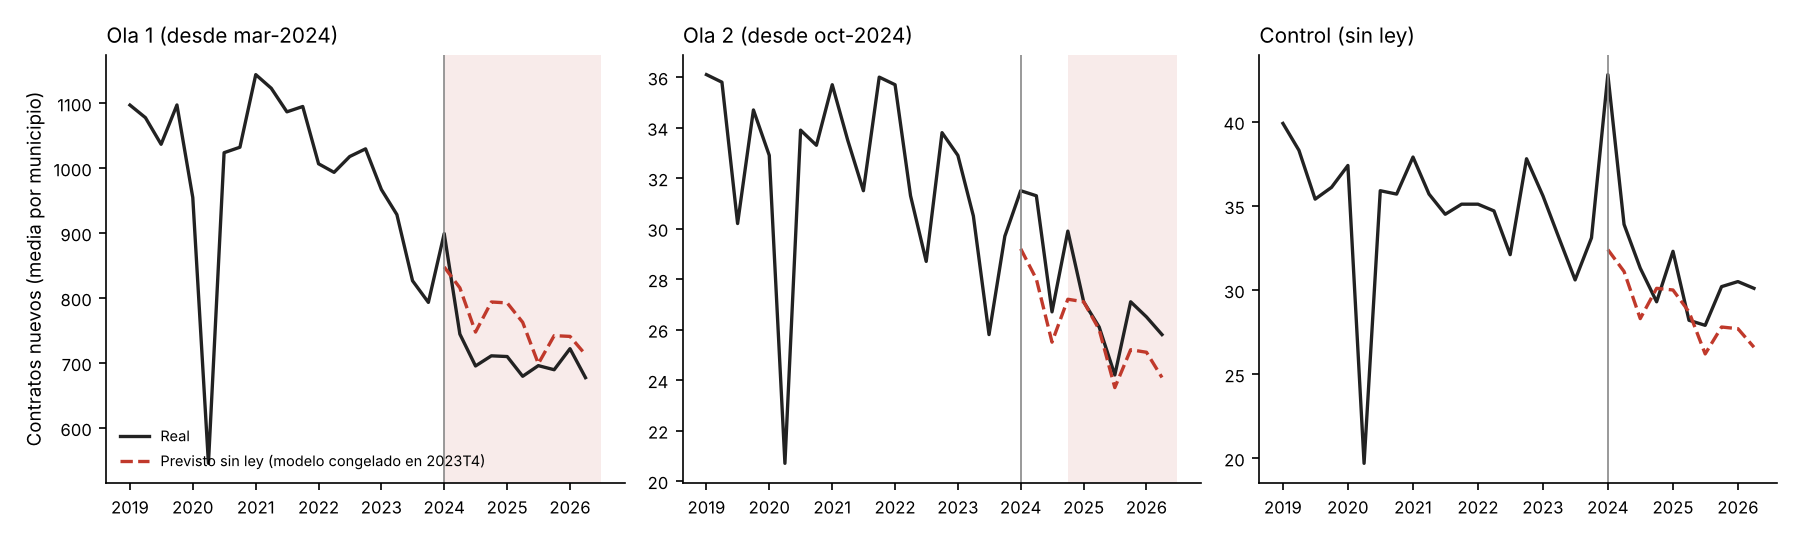 Ola 1 (desde mar-2024)
Contratos nuevos (media por municipio)
1100
1000
900
800
700
600
Real
Previsto sin ley (modelo congelado en 2023T4)
2019 2020 2021 2022 2023 2024 2025 2026
Ola 2 (desde oct-2024)
36
34
32
30
28
26
24
22
20
2019 2020 2021 2022 2023 2024 2025 2026
Control (sin ley)
40
35
30
25
20
2019 2020 2021 2022 2023 2024 2025 2026